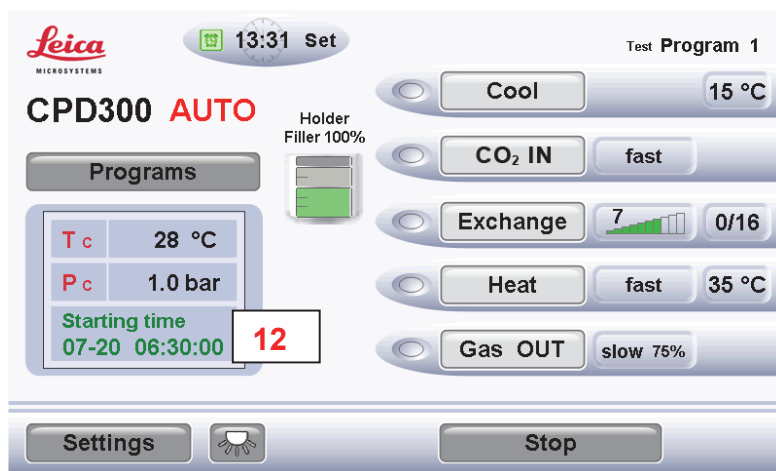 Leica
MICROSYSTEMS
13:31 Set
Test Program 1
CPD300 AUTO
Holder
Filler 100%
Programs
Tc 28 °C
Pc 1.0 bar
Starting time
07-20 06:30:00
12
Cool 15 °C
CO₂ IN fast
Exchange 7 0/16
Heat fast 35 °C
Gas OUT slow 75%
Settings
Stop